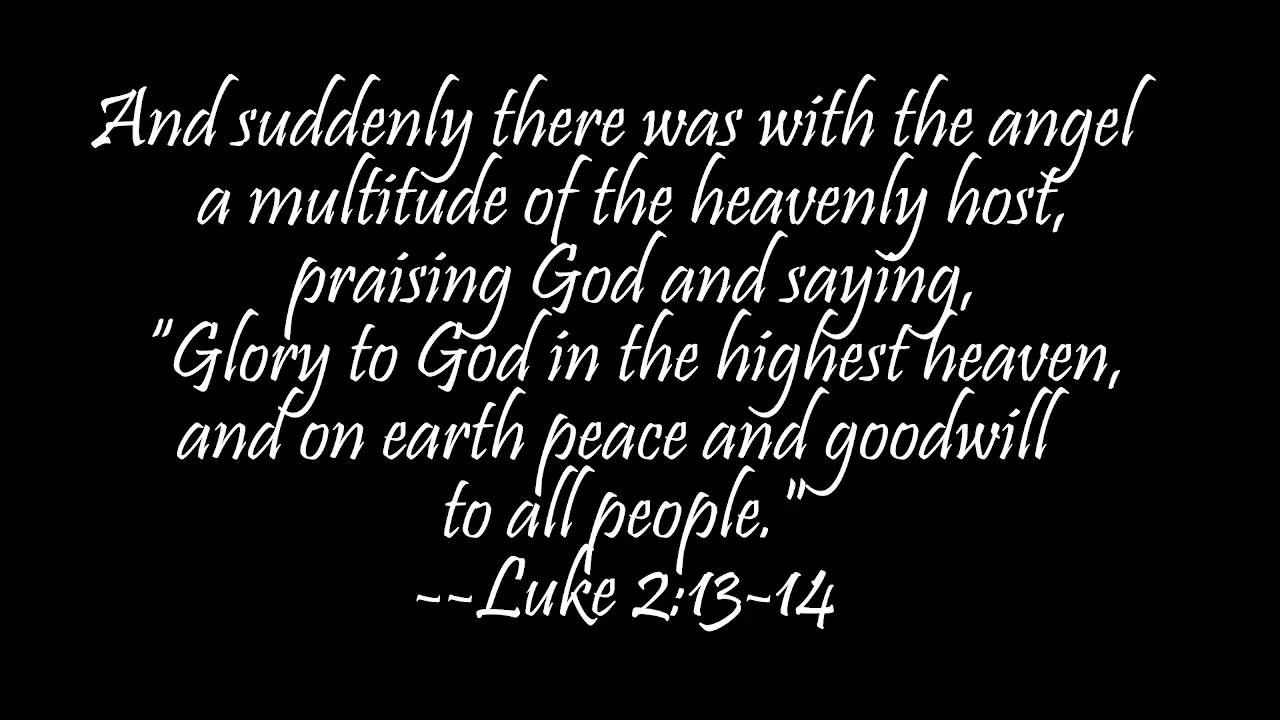 And suddenly there was with the angel
a multitude of the heavenly host,
praising God and saying,
"Glory to God in the highest heaven,
and on earth peace and goodwill
to all people."
--Luke 2:13-14